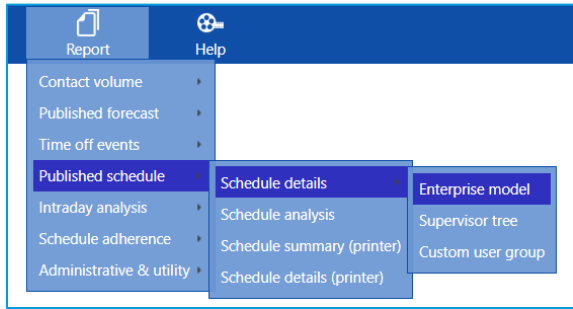 Report
Help
Contact volume
Published forecast
Time off events
Published schedule
Intraday analysis
Schedule adherence
Administrative & utility
Schedule details
Schedule analysis
Schedule summary (printer)
Schedule details (printer)
Enterprise model
Supervisor tree
Custom user group